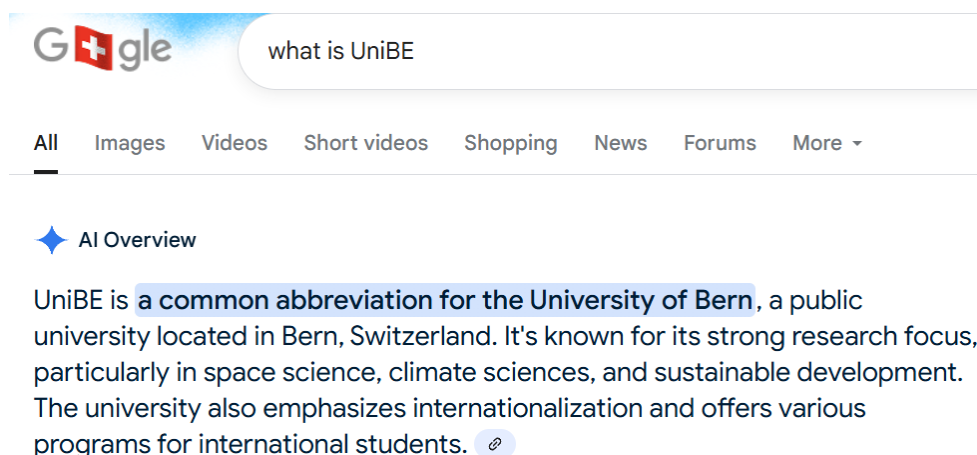 Google
what is UniBE
All Images Videos Short videos Shopping News Forums More
AI Overview
UniBE is a common abbreviation for the University of Bern, a public
university located in Bern, Switzerland. It's known for its strong research focus,
particularly in space science, climate sciences, and sustainable development.
The university also emphasizes internationalization and offers various
programs for international students.